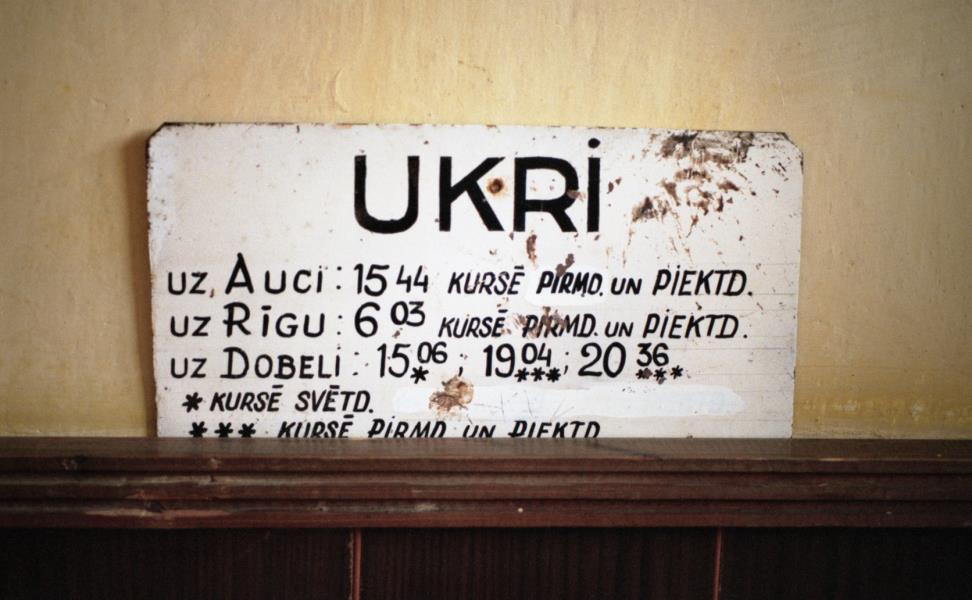 UKRI
UZ AUCI: 15 44 KURSĒ PIRMD. UN PIEKTD.
UZ RĪGU: 6 03 KURSĒ PIRMD. UN PIEKTD.
UZ DOBELI: 15 06 *; 19 04 ***; 20 36 ***
* KURSĒ SVĒTD.
*** KURSĒ PIRMD UN PIEKTD